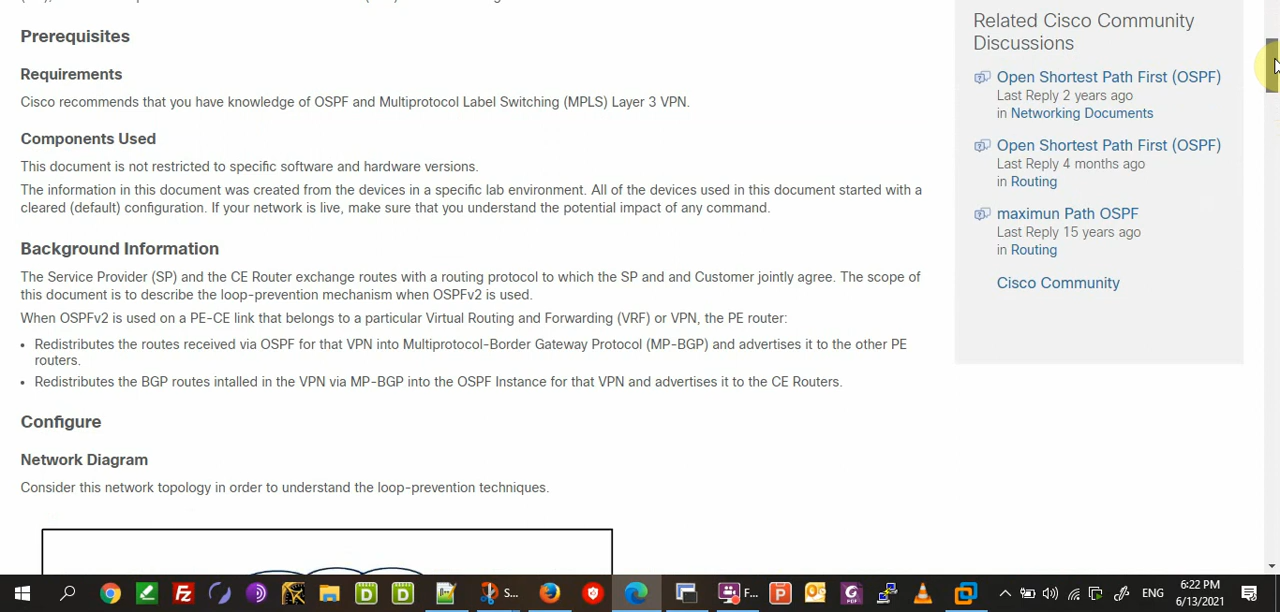 Prerequisites
Requirements
Cisco recommends that you have knowledge of OSPF and Multiprotocol Label Switching (MPLS) Layer 3 VPN.
Components Used
This document is not restricted to specific software and hardware versions.
The information in this document was created from the devices in a specific lab environment. All of the devices used in this document started with a
cleared (default) configuration. If your network is live, make sure that you understand the potential impact of any command.
Background Information
The Service Provider (SP) and the CE Router exchange routes with a routing protocol to which the SP and and Customer jointly agree. The scope of
this document is to describe the loop-prevention mechanism when OSPFv2 is used.
When OSPFv2 is used on a PE-CE link that belongs to a particular Virtual Routing and Forwarding (VRF) or VPN, the PE router:
• Redistributes the routes received via OSPF for that VPN into Multiprotocol-Border Gateway Protocol (MP-BGP) and advertises it to the other PE
routers.
• Redistributes the BGP routes intalled in the VPN via MP-BGP into the OSPF Instance for that VPN and advertises it to the CE Routers.
Configure
Network Diagram
Consider this network topology in order to understand the loop-prevention techniques.
Related Cisco Community
Discussions
Open Shortest Path First (OSPF)
Last Reply 2 years ago
in Networking Documents
Open Shortest Path First (OSPF)
Last Reply 4 months ago
in Routing
maximun Path OSPF
Last Reply 15 years ago
in Routing
Cisco Community
S...
F...
ENG
6:22 PM
6/13/2021